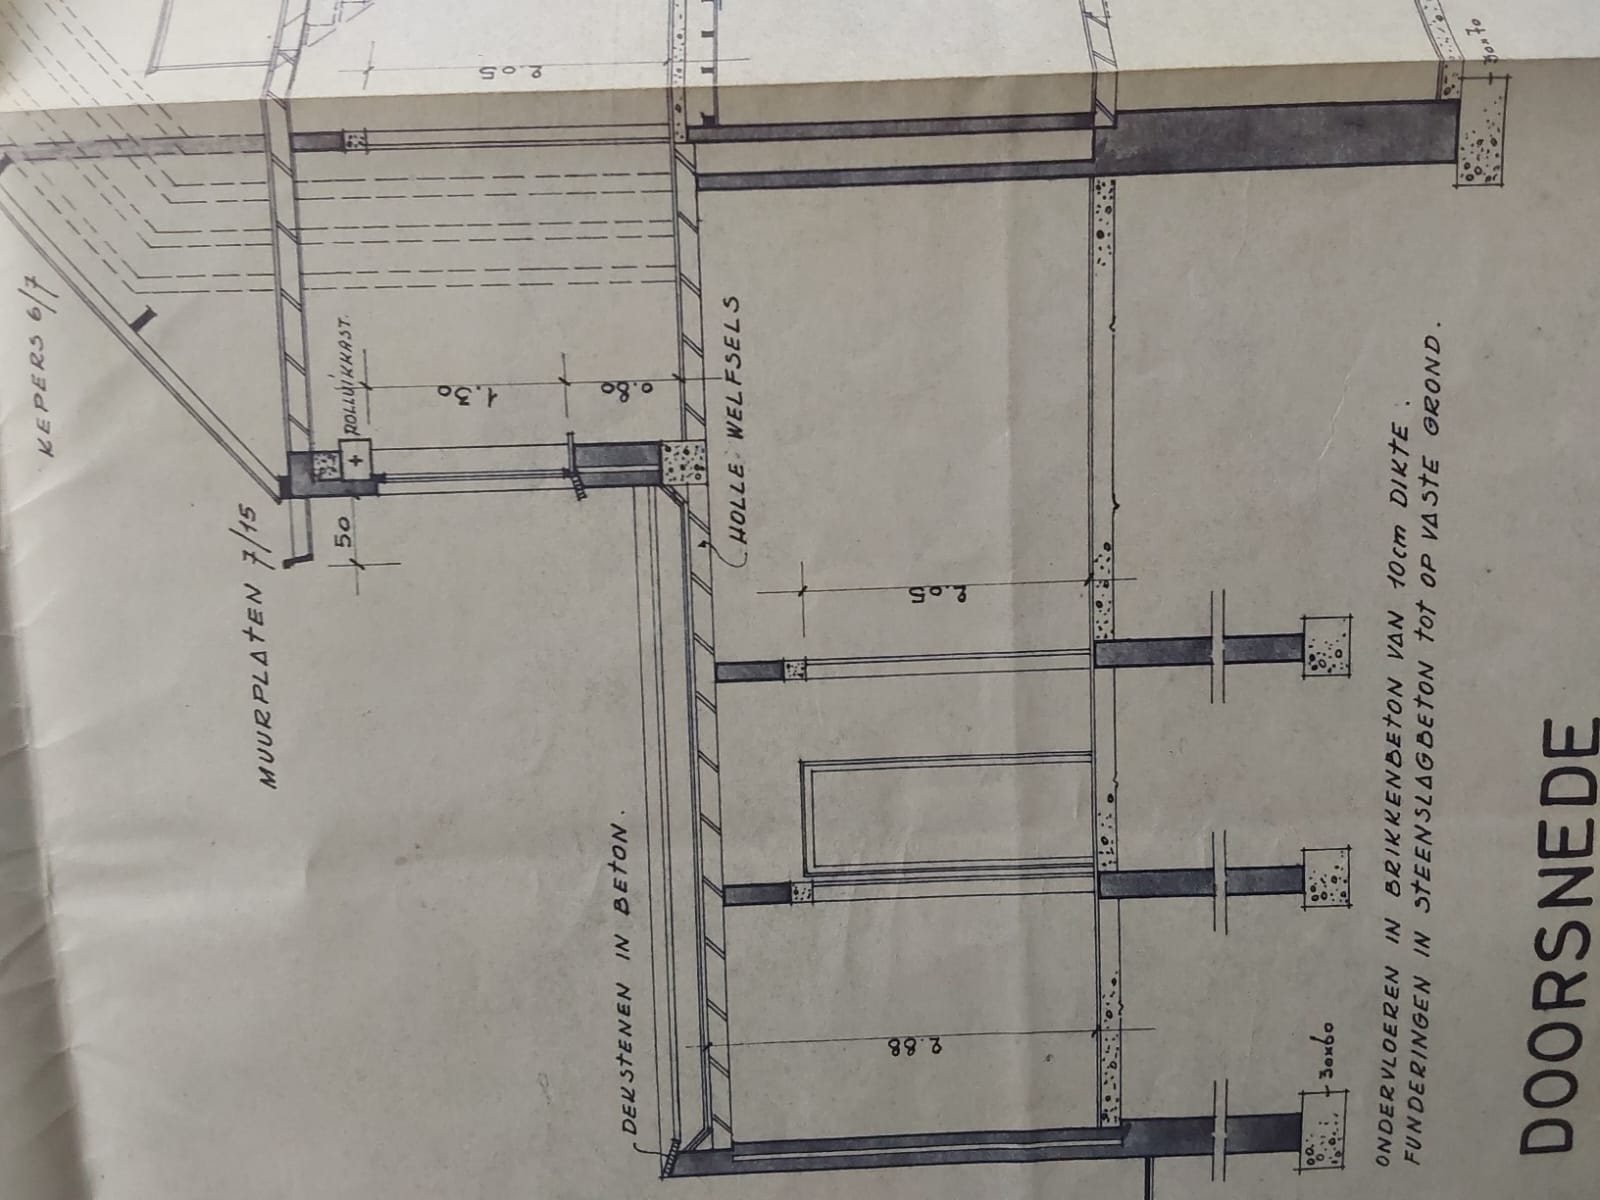 KEPERS 6/7
MUURPLATEN 7/15
ROLLUIKKAST.
50
1.30
0.80
2.05
HOLLE WELFSELS
DEKSTENEN IN BETON.
2.05
2.88
30x70
30x60
ONDERVLOEREN IN BRIKKENBETON VAN 10cm DIKTE.
FUNDERINGEN IN STEENSLAGBETON tot OP VASTE GROND.
DOORSNEDE